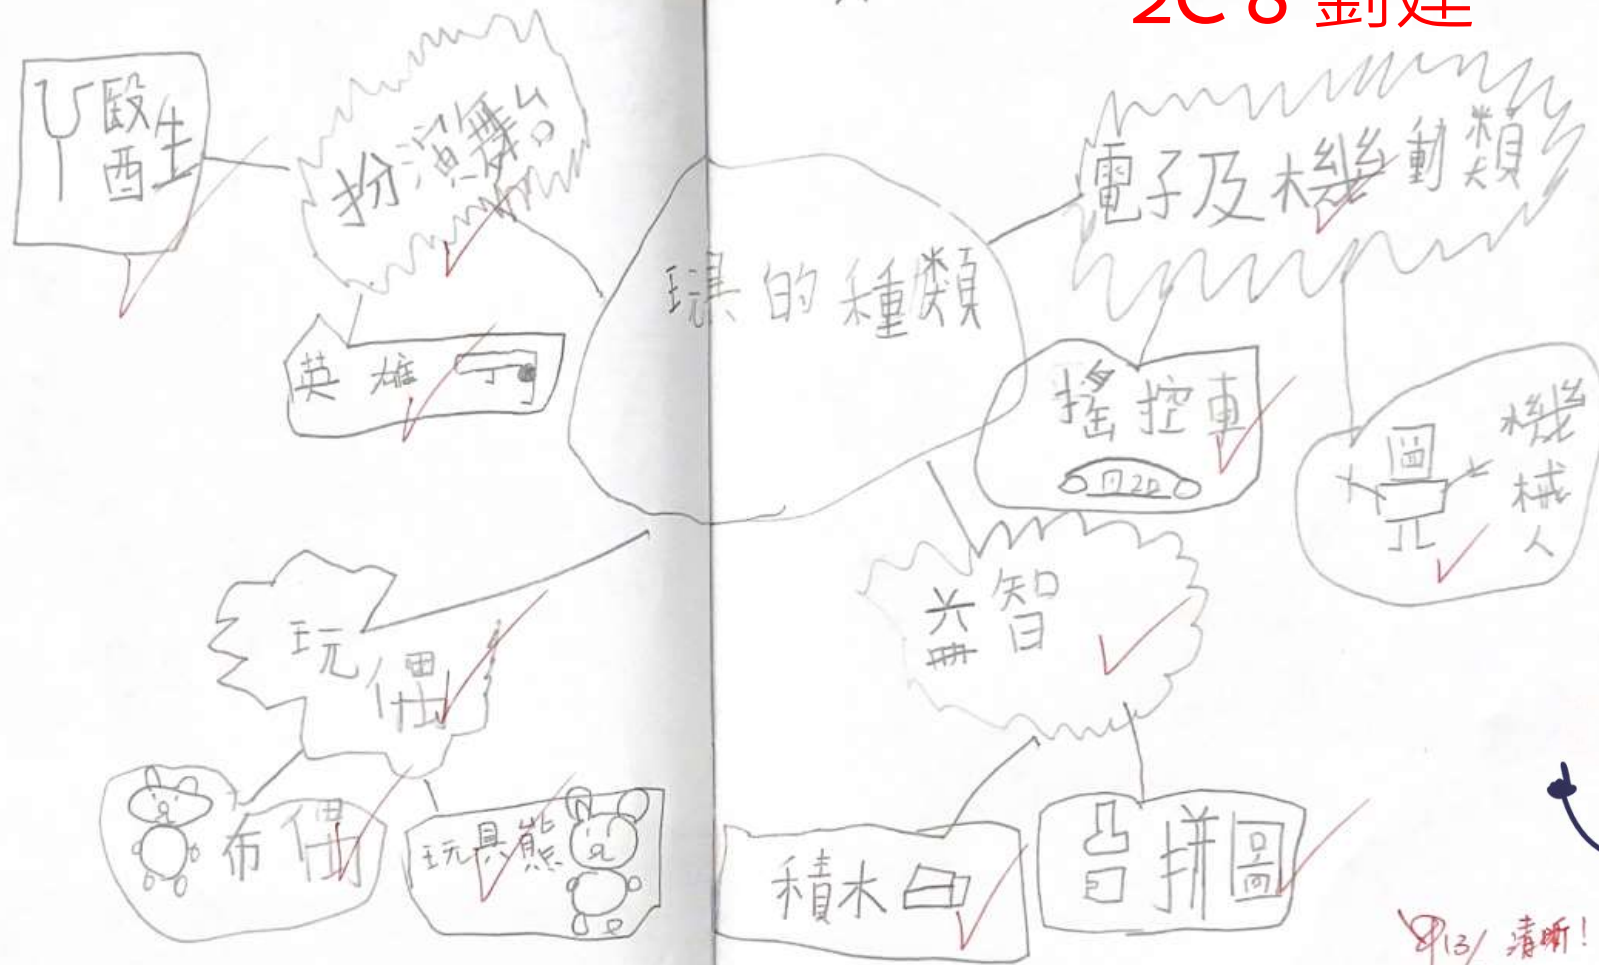 2C 8 劉建
醫生
扮演舞台
英雄
玩具的種類
電子及機動類
搖控車
機械人
玩偶
布偶
玩具熊
益智
積木
拼圖
清晰!